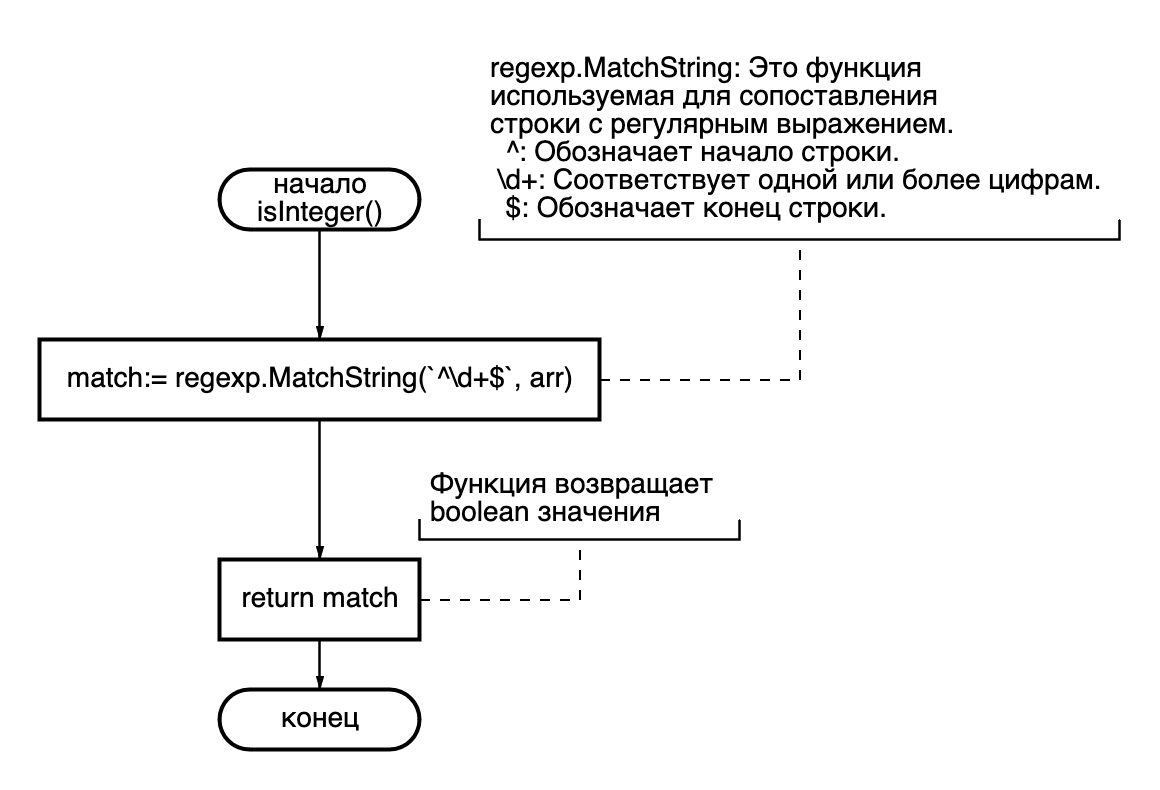 regexp.MatchString: Это функция
используемая для сопоставления
строки с регулярным выражением.
^: Обозначает начало строки.
\d+: Соответствует одной или более цифрам.
$: Обозначает конец строки.
начало
isInteger()
match:= regexp.MatchString(`^\d+$`, arr)
Функция возвращает
boolean значения
return match
конец